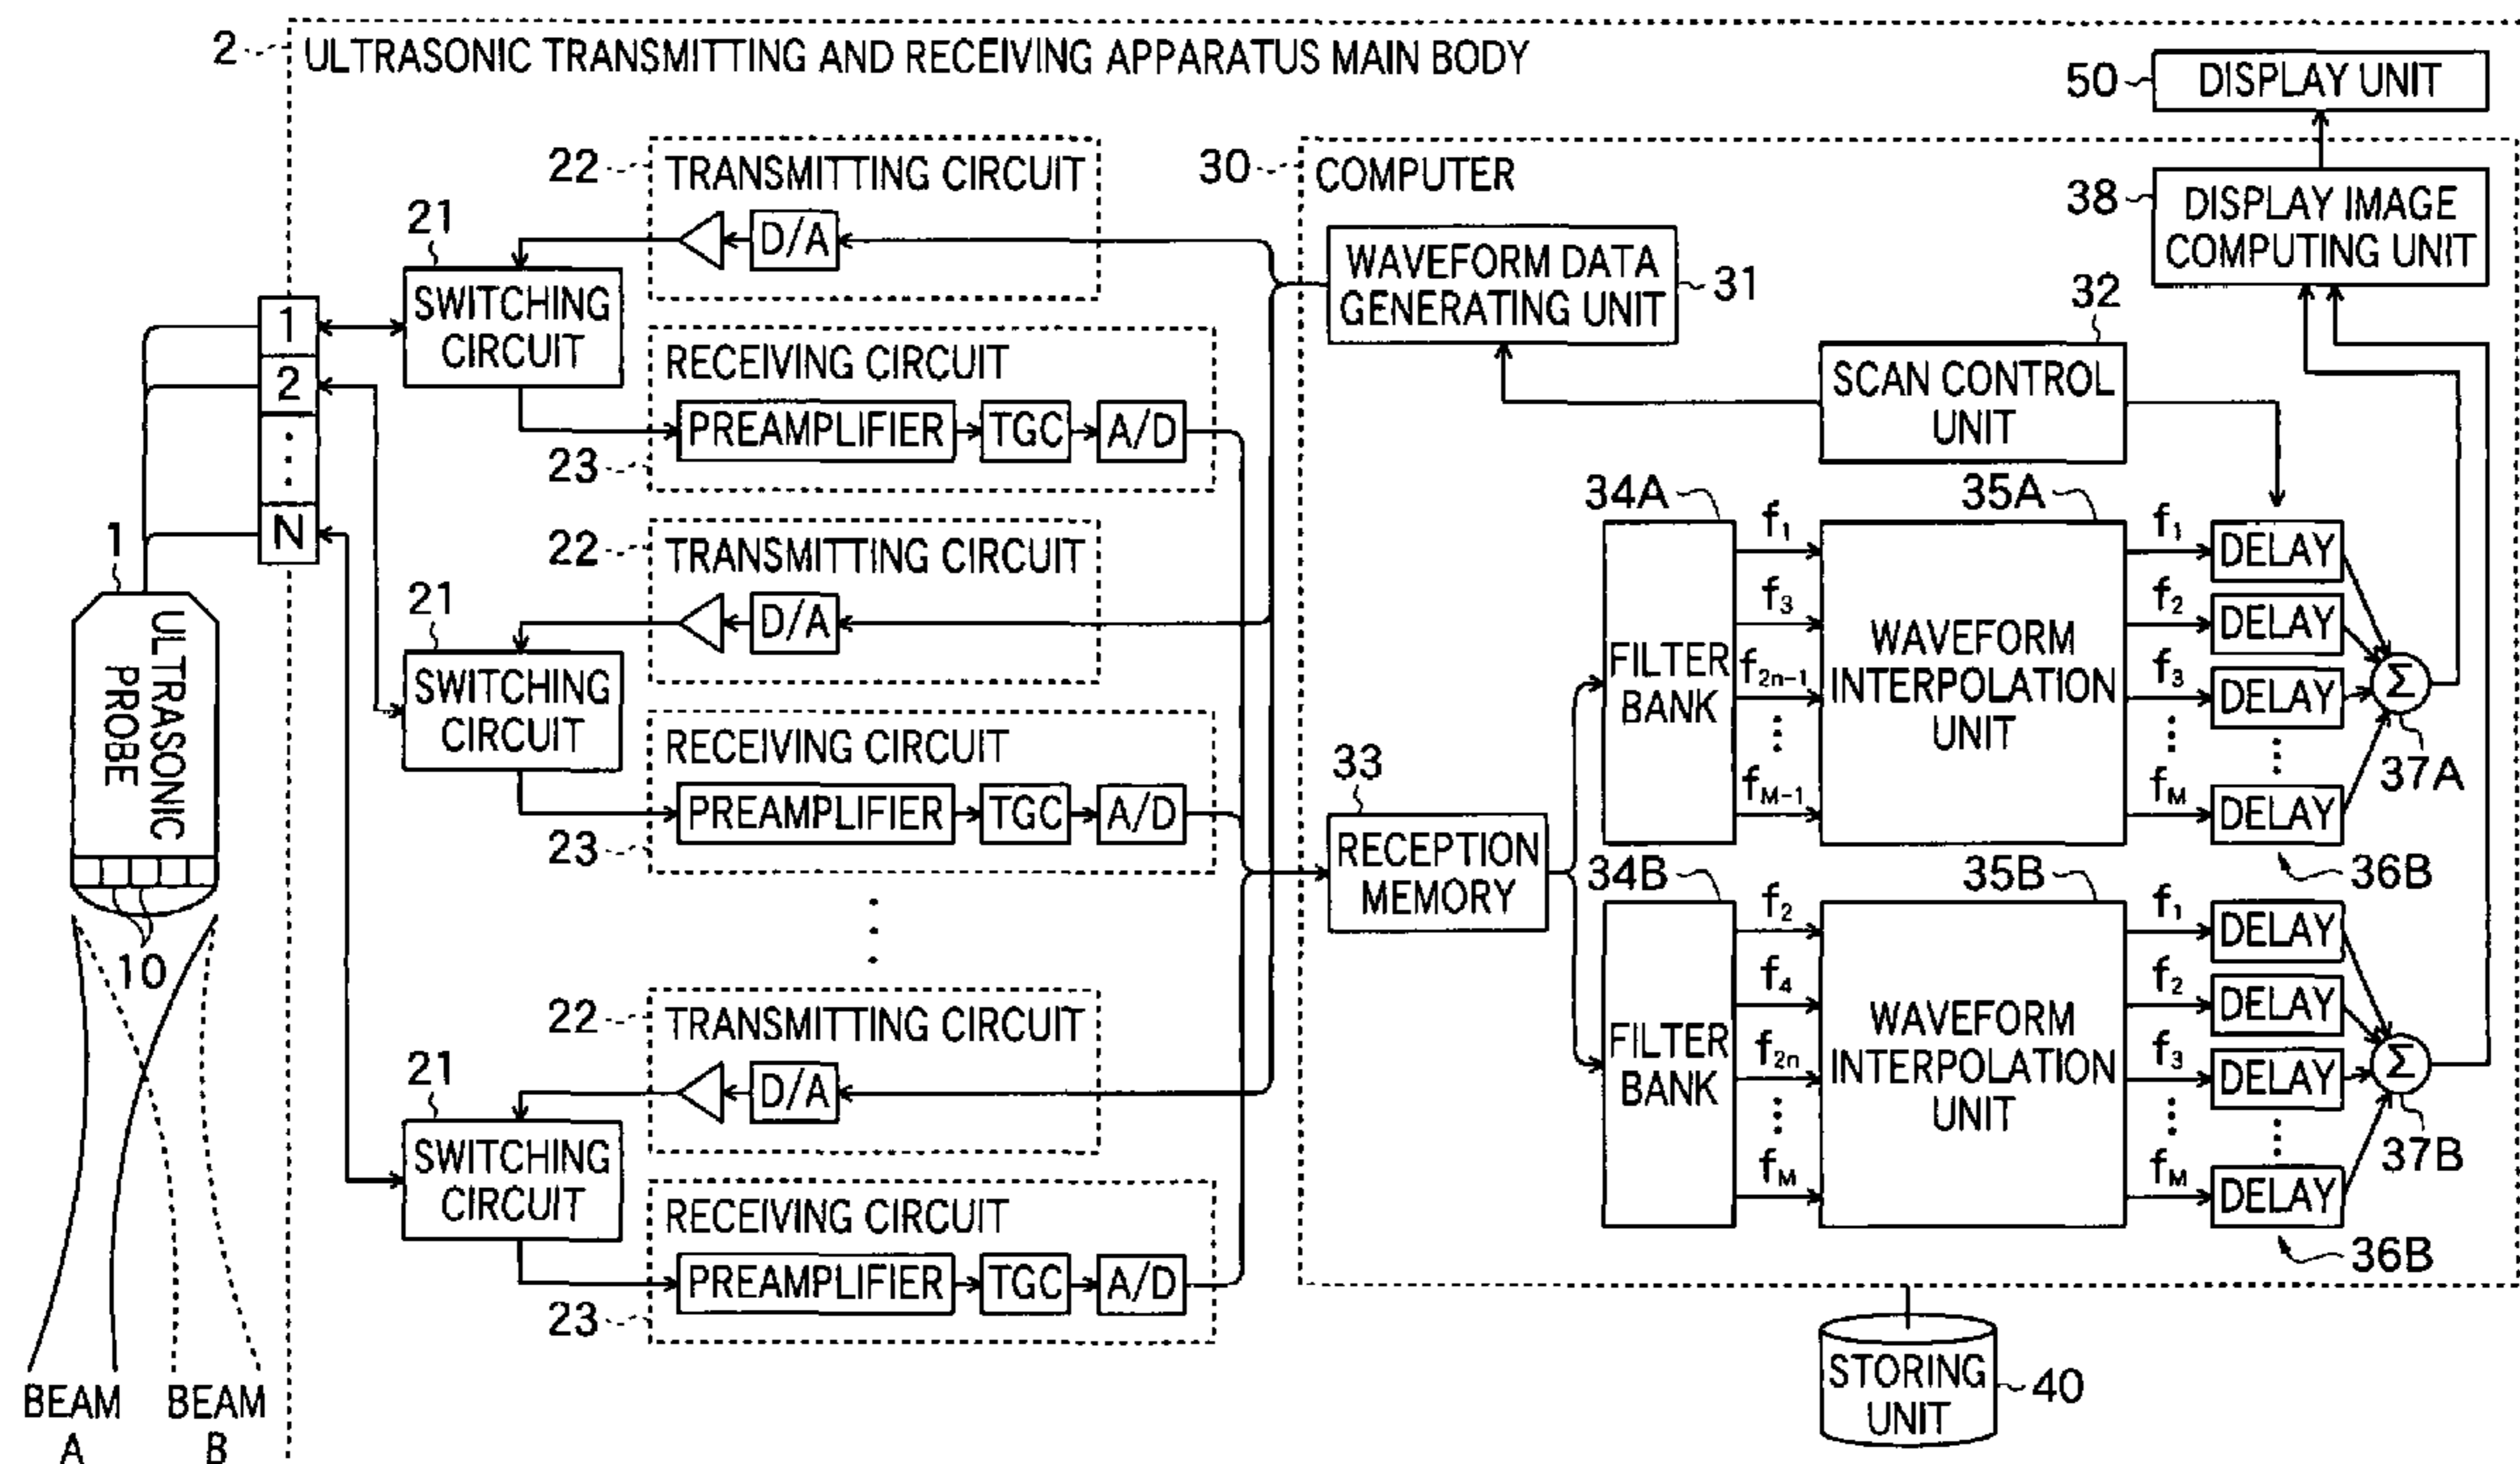 2
ULTRASONIC TRANSMITTING AND RECEIVING APPARATUS MAIN BODY
50
DISPLAY UNIT
22
TRANSMITTING CIRCUIT
30
COMPUTER
38
DISPLAY IMAGE
COMPUTING UNIT
21
D/A
WAVEFORM DATA
GENERATING UNIT
31
32
SWITCHING
CIRCUIT
1
2
N
RECEIVING CIRCUIT
PREAMPLIFIER
TGC
A/D
23
SCAN CONTROL
UNIT
34A
35A
22
TRANSMITTING CIRCUIT
D/A
21
SWITCHING
CIRCUIT
RECEIVING CIRCUIT
PREAMPLIFIER
TGC
A/D
23
1
ULTRASONIC
PROBE
10
FILTER
BANK
f1
f3
f2n-1
fM-1
WAVEFORM
INTERPOLATION
UNIT
f1
f2
f3
fM
DELAY
DELAY
DELAY
DELAY
Σ
37A
36B
33
RECEPTION
MEMORY
34B
35B
FILTER
BANK
f2
f4
f2n
fM
WAVEFORM
INTERPOLATION
UNIT
f1
f2
f3
fM
DELAY
DELAY
DELAY
DELAY
Σ
37B
36B
22
TRANSMITTING CIRCUIT
D/A
21
SWITCHING
CIRCUIT
RECEIVING CIRCUIT
PREAMPLIFIER
TGC
A/D
23
STORING
UNIT
40
BEAM
A
BEAM
B